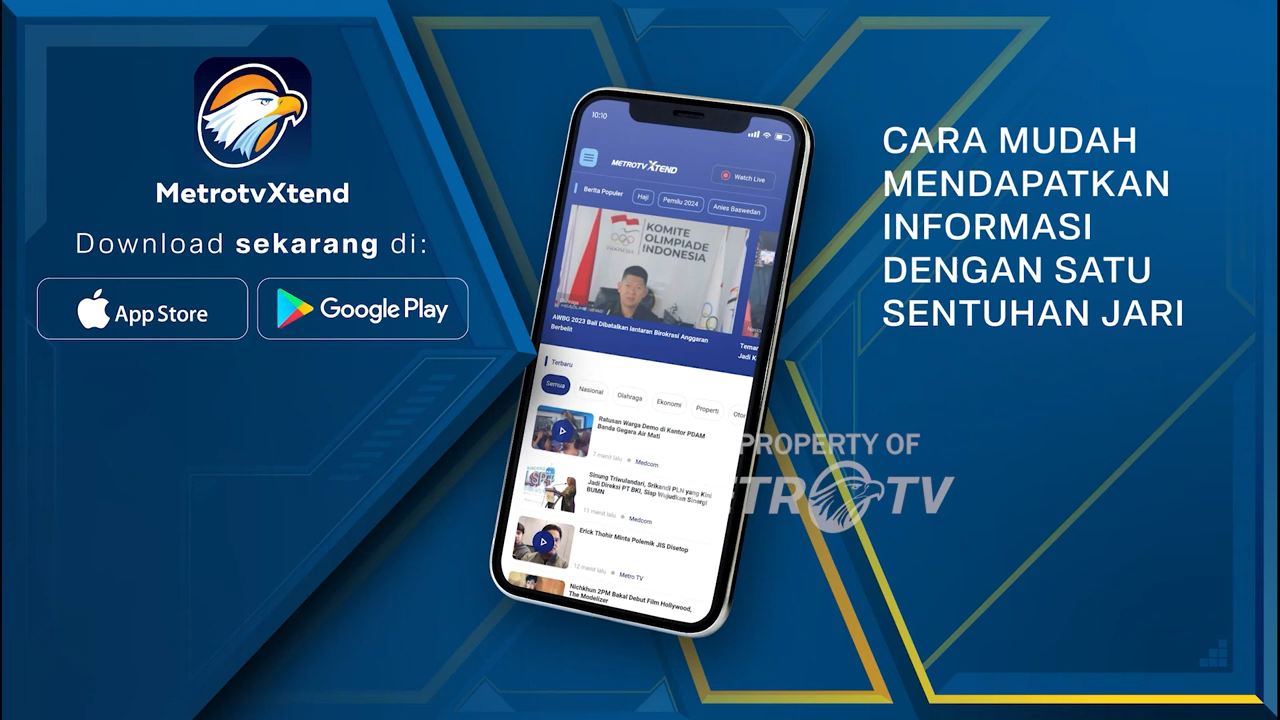 MetrotvXtend
Download sekarang di:
App Store
Google Play
10:10
METROTV XTEND
Watch Live
Berita Populer
Haji
Pemilu 2024
Anies Baswedan
KOMITE
OLIMPIADE
INDONESIA
AWBG 2023 Bali Dibatalkan lantaran Birokrasi Anggaran
Berbelit
Temar
Jadi K
Terbaru
Semua
Nasional
Olahraga
Ekonomi
Properti
Otor
Ratusan Warga Demo di Kantor PDAM
Banda Gegara Air Mati
7 menit lalu
Medcom
Sinung Triwulandari, Srikandi PLN yang Kini
Jadi Direksi PT BKI, Siap Wujudkan Sinergi
BUMN
11 menit lalu
Medcom
Erick Thohir Minta Polemik JIS Disetop
12 menit lalu
Metro TV
Nichkhun 2PM Bakal Debut Film Hollywood,
The Modelizer
CARA MUDAH
MENDAPATKAN
INFORMASI
DENGAN SATU
SENTUHAN JARI
PROPERTY OF
TR TV